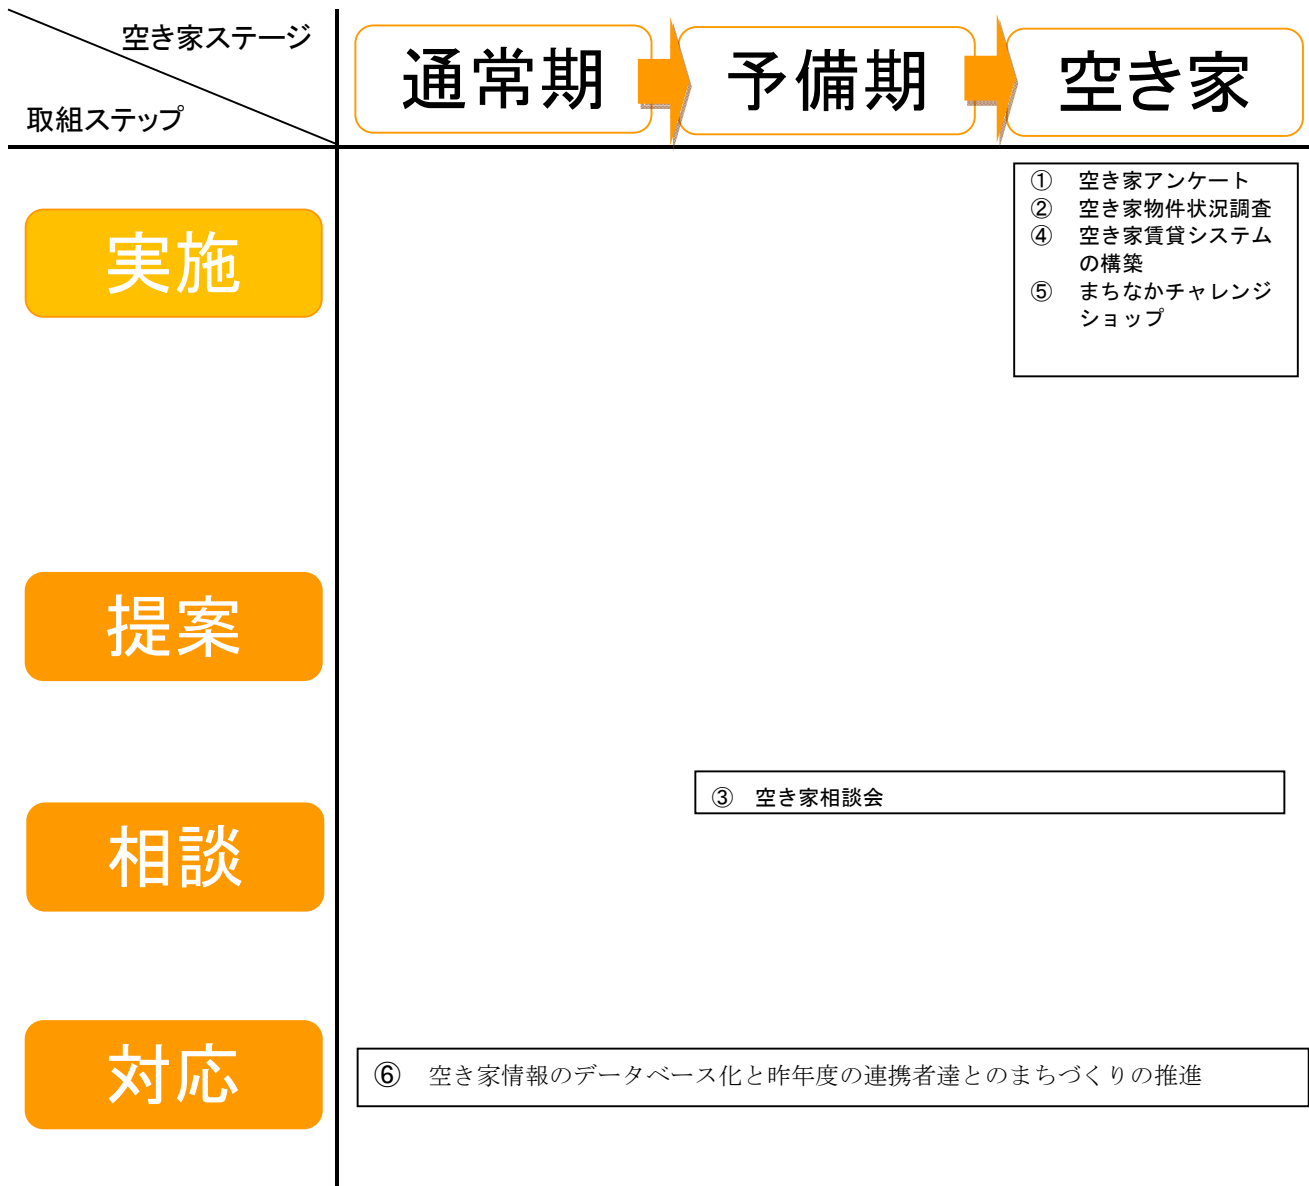 空き家ステージ
取組ステップ
通常期
予備期
空き家
実施
① 空き家アンケート
② 空き家物件状況調査
④ 空き家賃貸システム
の構築
⑤ まちなかチャレンジ
ショップ
提案
③ 空き家相談会
相談
対応
⑥ 空き家情報のデータベース化と昨年度の連携者達とのまちづくりの推進